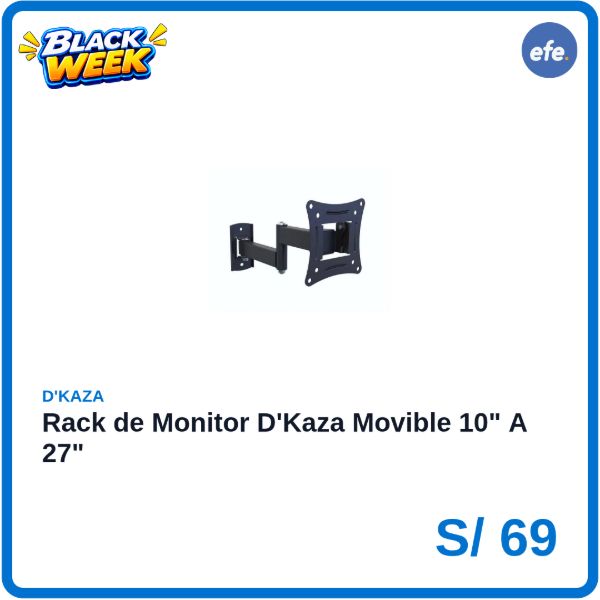 BLACK
WEEK
efe.
D'KAZA
Rack de Monitor D'Kaza Movible 10" A
27"
S/ 69